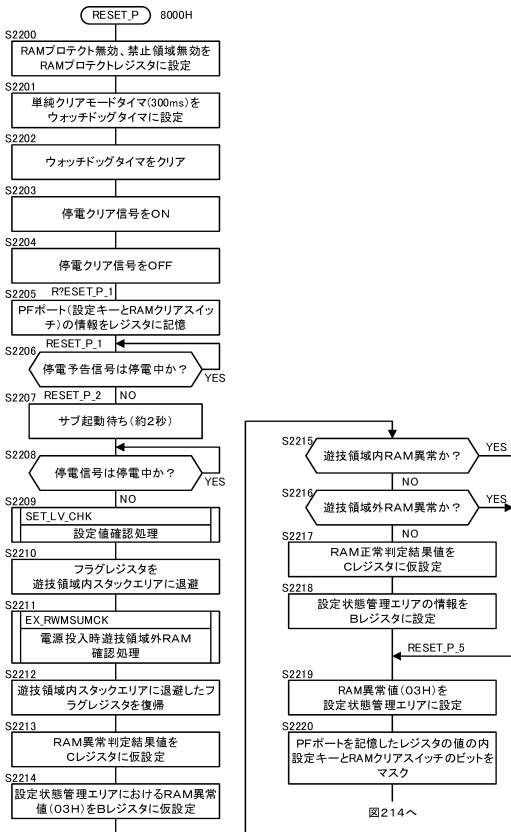 RESET_P 8000H
S2200
RAMプロテクト無効、禁止領域無効を
RAMプロテクトレジスタに設定
S2201
単純クリアモードタイマ(300ms)を
ウォッチドッグタイマに設定
S2202
ウォッチドッグタイマをクリア
S2203
停電クリア信号をON
S2204
停電クリア信号をOFF
S2205 R?ESET_P_1
PFポート(設定キーとRAMクリアスイッ
チ)の情報をレジスタに記憶
RESET_P_1
S2206
停電予告信号は停電中か?
YES
S2207 RESET_P_2 NO
サブ起動待ち(約2秒)
S2208
停電信号は停電中か?
YES
NO
S2209
SET_LV_CHK
設定値確認処理
S2210
フラグレジスタを
遊技領域内スタックエリアに退避
S2211
EX_RWMSUMCK
電源投入時遊技領域外RAM
確認処理
S2212
遊技領域内スタックエリアに退避したフ
ラグレジスタを復帰
S2213
RAM異常判定結果値を
Cレジスタに仮設定
S2214
設定状態管理エリアにおけるRAM異常
値(03H)をBレジスタに仮設定
S2215
遊技領域内RAM異常か?
YES
NO
S2216
遊技領域外RAM異常か?
YES
NO
S2217
RAM正常判定結果値を
Cレジスタに仮設定
S2218
設定状態管理エリアの情報を
Bレジスタに設定
RESET_P_5
S2219
RAM異常値(03H)を
設定状態管理エリアに設定
S2220
PFポートを記憶したレジスタの値の内
設定キーとRAMクリアスイッチのビットを
マスク
図214へ